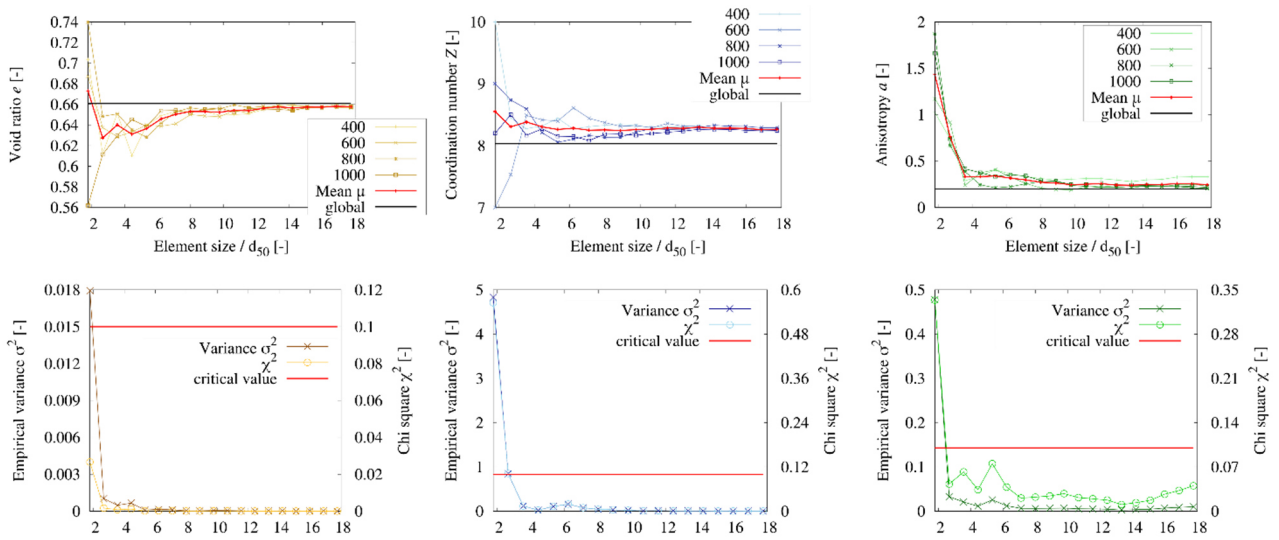 0.74
0.72
0.7
0.68
0.66
0.64
0.62
0.6
0.58
0.56
Void ratio e [-]
2 4 6 8 10 12 14 16 18
Element size / d50 [-]
400
600
800
1000
Mean μ
global
10
9
8
7
Coordination number Z [-]
2 4 6 8 10 12 14 16 18
Element size / d50 [-]
400
600
800
1000
Mean μ
global
2
1.5
1
0.5
0
Anisotropy a [-]
2 4 6 8 10 12 14 16 18
Element size / d50 [-]
400
600
800
1000
Mean μ
global
0.018
0.015
0.012
0.009
0.006
0.003
0
Empirical variance σ2 [-]
2 4 6 8 10 12 14 16 18
0.12
0.1
0.08
0.06
0.04
0.02
0
Chi square χ2 [-]
Variance σ2
χ2
critical value
5
4
3
2
1
0
Empirical variance σ2 [-]
2 4 6 8 10 12 14 16 18
0.6
0.48
0.36
0.24
0.12
0
Chi square χ2 [-]
Variance σ2
χ2
critical value
0.5
0.4
0.3
0.2
0.1
0
Empirical variance σ2 [-]
2 4 6 8 10 12 14 16 18
0.35
0.28
0.21
0.14
0.07
0
Chi square χ2 [-]
Variance σ2
χ2
critical value